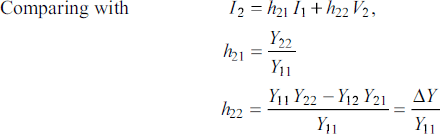 Comparing with I₂ = h₂₁ I₁ + h₂₂ V₂,
h₂₁ = Y₂₂ / Y₁₁
h₂₂ = (Y₁₁ Y₂₂ − Y₁₂ Y₂₁) / Y₁₁ = ΔY / Y₁₁